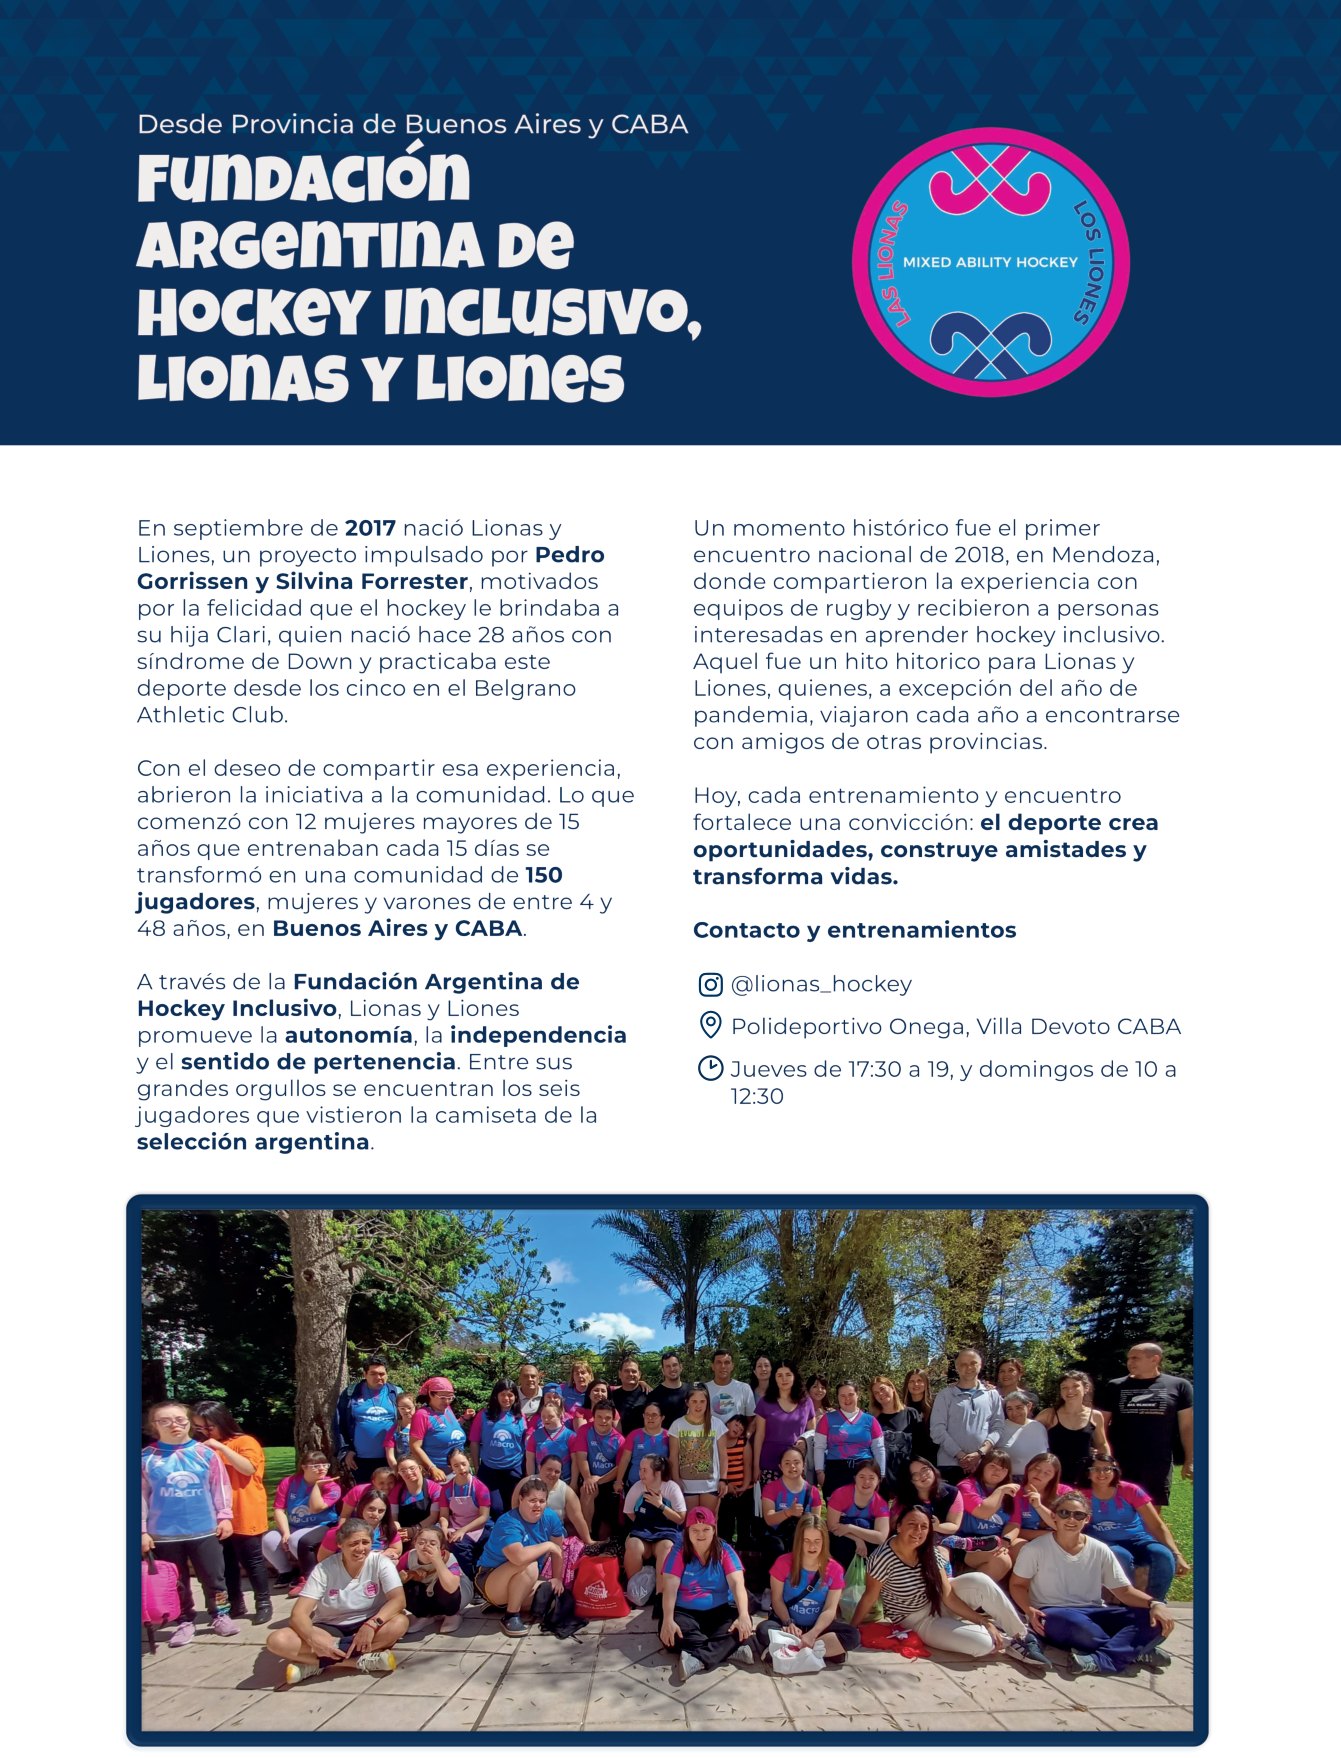 Desde Provincia de Buenos Aires y CABA
Fundación
Argentina de
Hockey Inclusivo,
Lionas y Liones
LAS LIONAS
MIXED ABILITY HOCKEY
LOS LIONES
En septiembre de 2017 nació Lionas y
Liones, un proyecto impulsado por Pedro
Gorrissen y Silvina Forrester, motivados
por la felicidad que el hockey le brindaba a
su hija Clari, quien nació hace 28 años con
síndrome de Down y practicaba este
deporte desde los cinco en el Belgrano
Athletic Club.
Con el deseo de compartir esa experiencia,
abrieron la iniciativa a la comunidad. Lo que
comenzó con 12 mujeres mayores de 15
años que entrenaban cada 15 días se
transformó en una comunidad de 150
jugadores, mujeres y varones de entre 4 y
48 años, en Buenos Aires y CABA.
A través de la Fundación Argentina de
Hockey Inclusivo, Lionas y Liones
promueve la autonomía, la independencia
y el sentido de pertenencia. Entre sus
grandes orgullos se encuentran los seis
jugadores que vistieron la camiseta de la
selección argentina.
Un momento histórico fue el primer
encuentro nacional de 2018, en Mendoza,
donde compartieron la experiencia con
equipos de rugby y recibieron a personas
interesadas en aprender hockey inclusivo.
Aquel fue un hito hitorico para Lionas y
Liones, quienes, a excepción del año de
pandemia, viajaron cada año a encontrarse
con amigos de otras provincias.
Hoy, cada entrenamiento y encuentro
fortalece una convicción: el deporte crea
oportunidades, construye amistades y
transforma vidas.
Contacto y entrenamientos
@lionas_hockey
Polideportivo Onega, Villa Devoto CABA
Jueves de 17:30 a 19, y domingos de 10 a
12:30
Macro
Macro
Macro
Macro
Macro
Macro